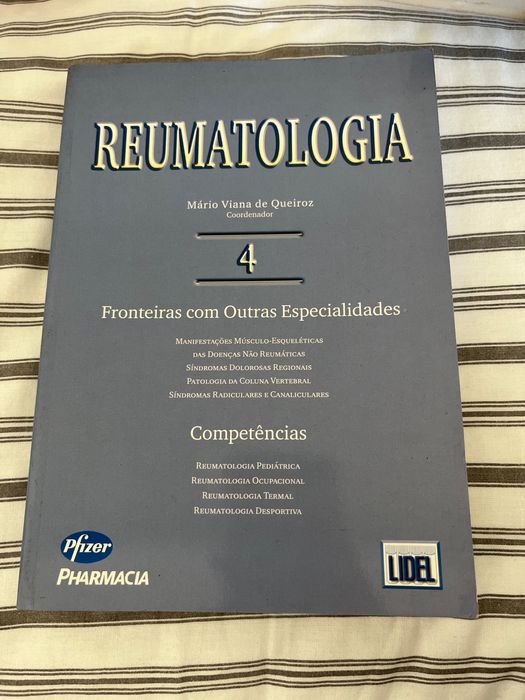 REUMATOLOGIA
Mário Viana de Queiroz
Coordenador
4
Fronteiras com Outras Especialidades
Manifestações Músculo-Esqueléticas
das Doenças Não Reumáticas
Síndromas Dolorosas Regionais
Patologia da Coluna Vertebral
Síndromas Radiculares e Canaliculares
Competências
Reumatologia Pediátrica
Reumatologia Ocupacional
Reumatologia Termal
Reumatologia Desportiva
Pfizer
PHARMACIA
LIDEL